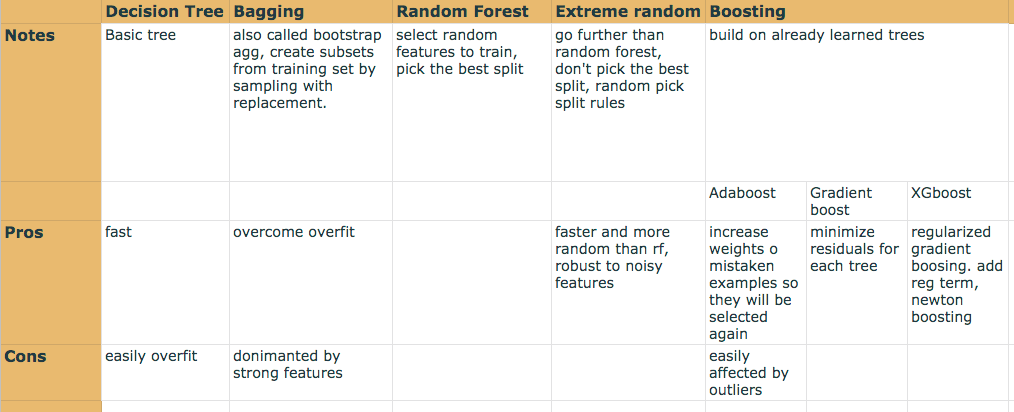 Decision Tree Bagging Random Forest Extreme random Boosting
Notes
Basic tree
also called bootstrap
agg, create subsets
from training set by
sampling with
replacement.
select random
features to train,
pick the best split
go further than
random forest,
don't pick the best
split, random pick
split rules
build on already learned trees
Adaboost
Gradient
boost
XGboost
Pros
fast
overcome overfit
faster and more
random than rf,
robust to noisy
features
increase
weights o
mistaken
examples so
they will be
selected
again
minimize
residuals for
each tree
regularized
gradient
boosing. add
reg term,
newton
boosting
Cons
easily overfit
donimanted by
strong features
easily
affected by
outliers